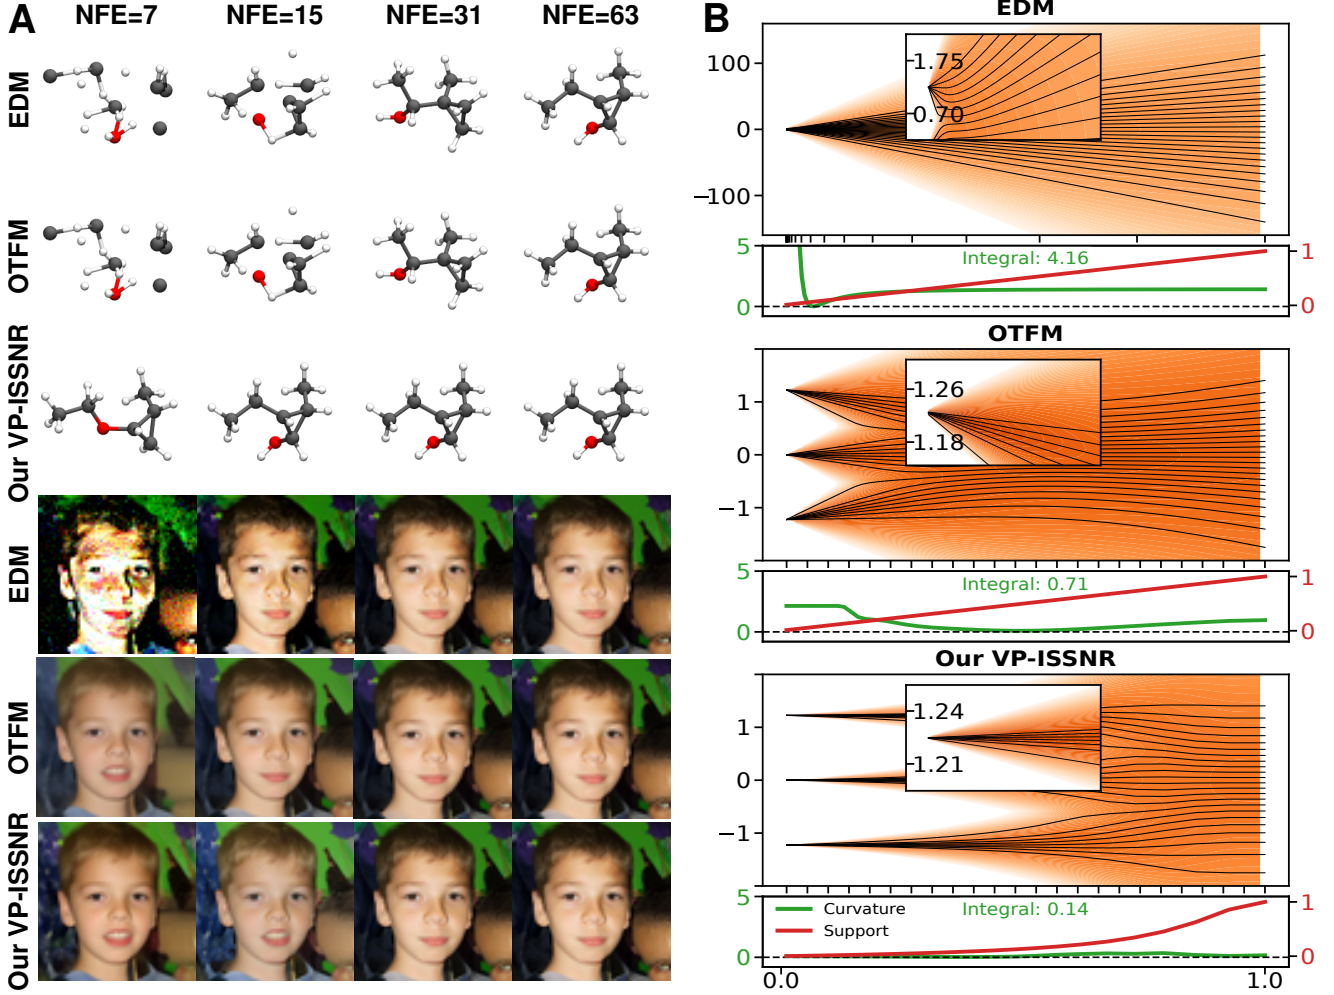 A
NFE=7 NFE=15 NFE=31 NFE=63
EDM
OTFM
Our VP-ISSNR
EDM
OTFM
Our VP-ISSNR
B
EDM
100
0
−100
1.75
0.70
5
0
Integral: 4.16
1
0
OTFM
1
0
−1
1.26
1.18
5
0
Integral: 0.71
1
0
Our VP-ISSNR
1
0
−1
1.24
1.21
5
0
Curvature
Support
Integral: 0.14
1
0
0.0 1.0